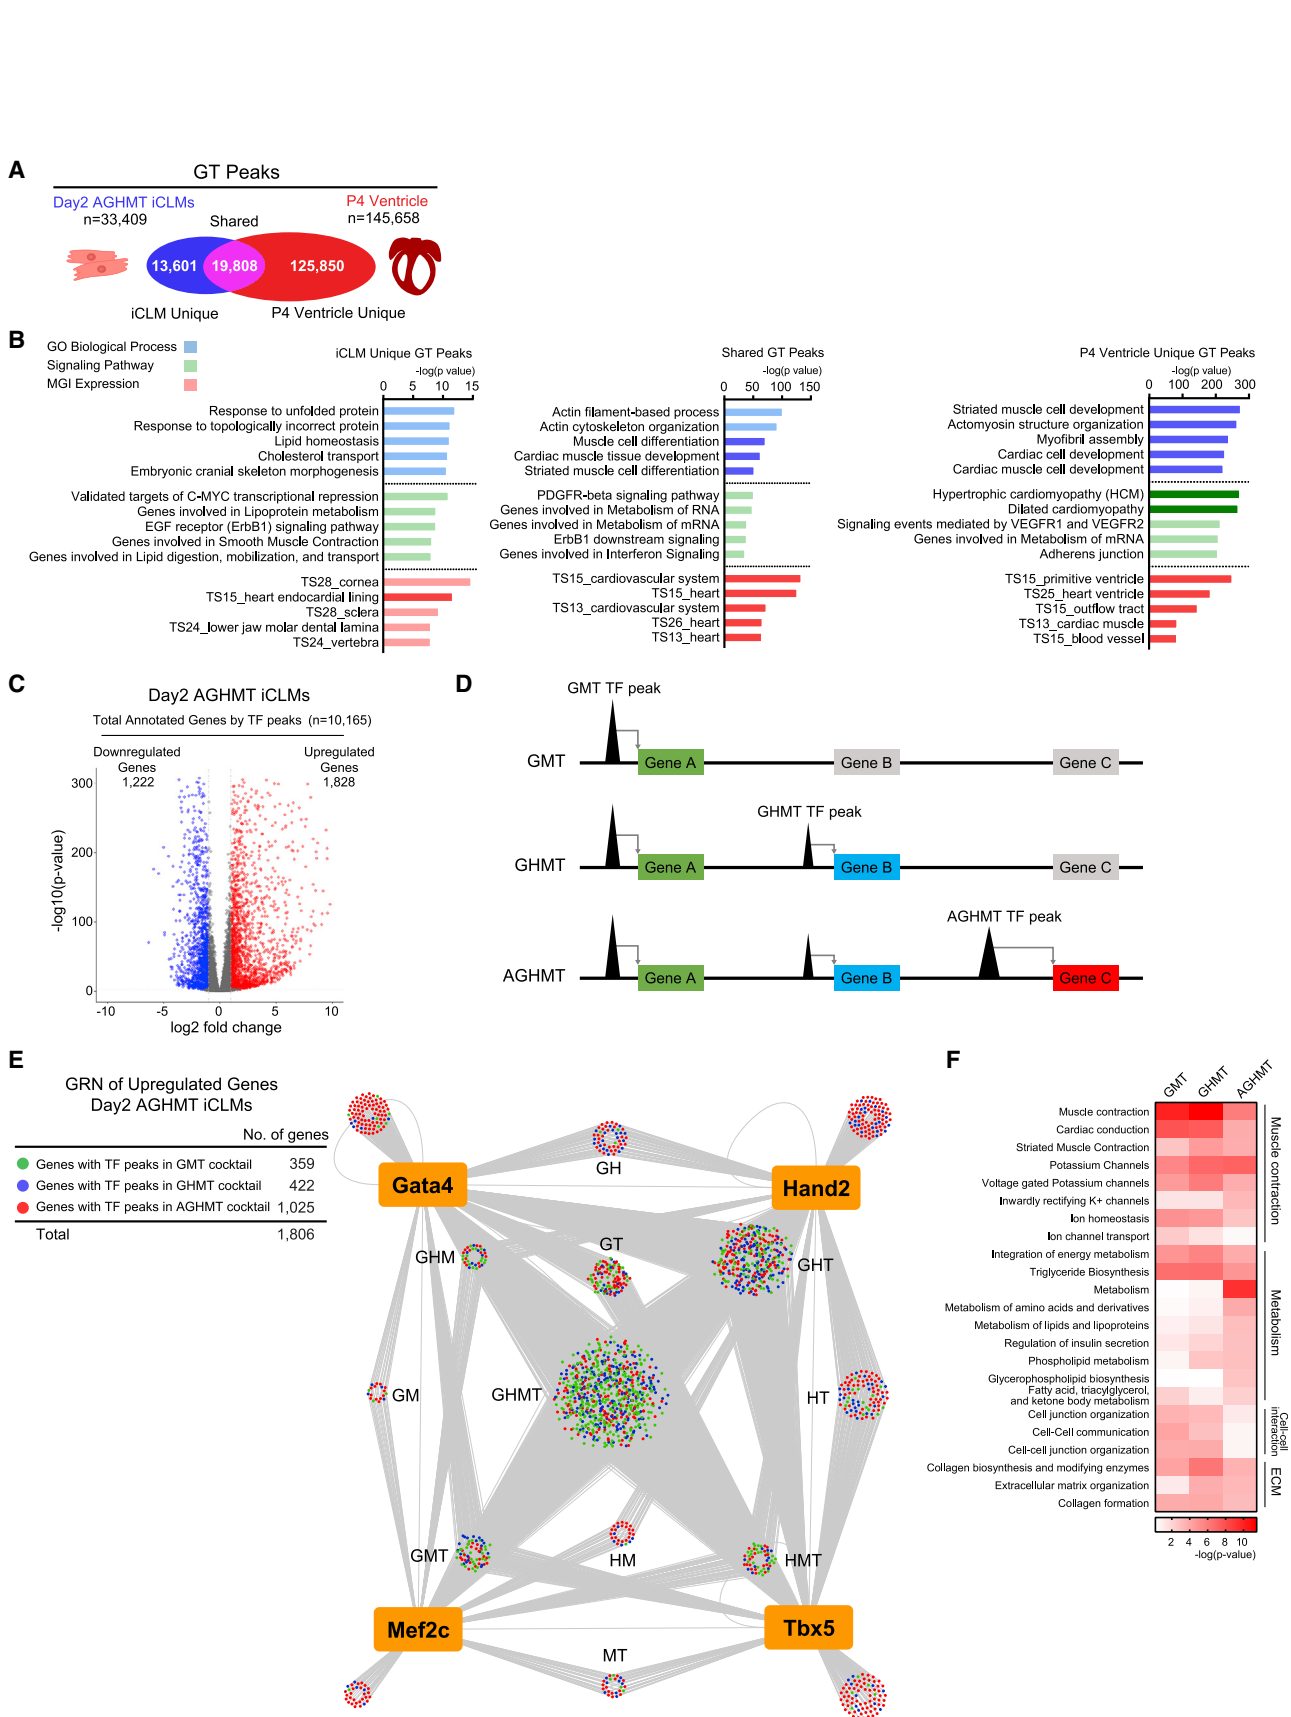 A
GT Peaks
Day2 AGHMT iCLMs
n=33,409
Shared
P4 Ventricle
n=145,658
13,601
19,808
125,850
iCLM Unique
P4 Ventricle Unique
B
GO Biological Process
Signaling Pathway
MGI Expression
iCLM Unique GT Peaks
-log(p value)
0 5 10 15
Response to unfolded protein
Response to topologically incorrect protein
Lipid homeostasis
Cholesterol transport
Embryonic cranial skeleton morphogenesis
Validated targets of C-MYC transcriptional repression
Genes involved in Lipoprotein metabolism
EGF receptor (ErbB1) signaling pathway
Genes involved in Smooth Muscle Contraction
Genes involved in Lipid digestion, mobilization, and transport
TS28_cornea
TS15_heart endocardial lining
TS28_sclera
TS24_lower jaw molar dental lamina
TS24_vertebra
Shared GT Peaks
-log(p value)
0 50 100 150
Actin filament-based process
Actin cytoskeleton organization
Muscle cell differentiation
Cardiac muscle tissue development
Striated muscle cell differentiation
PDGFR-beta signaling pathway
Genes involved in Metabolism of RNA
Genes involved in Metabolism of mRNA
ErbB1 downstream signaling
Genes involved in Interferon Signaling
TS15_cardiovascular system
TS15_heart
TS13_cardiovascular system
TS26_heart
TS13_heart
P4 Ventricle Unique GT Peaks
-log(p value)
0 100 200 300
Striated muscle cell development
Actomyosin structure organization
Myofibril assembly
Cardiac cell development
Cardiac muscle cell development
Hypertrophic cardiomyopathy (HCM)
Dilated cardiomyopathy
Signaling events mediated by VEGFR1 and VEGFR2
Genes involved in Metabolism of mRNA
Adherens junction
TS15_primitive ventricle
TS25_heart ventricle
TS15_outflow tract
TS13_cardiac muscle
TS15_blood vessel
C
Day2 AGHMT iCLMs
Total Annotated Genes by TF peaks (n=10,165)
Downregulated
Genes
1,222
Upregulated
Genes
1,828
-log10(p-value)
300
200
100
0
-10 -5 0 5 10
log2 fold change
D
GMT TF peak
GMT
Gene A
Gene B
Gene C
GHMT TF peak
GHMT
Gene A
Gene B
Gene C
AGHMT TF peak
AGHMT
Gene A
Gene B
Gene C
E
GRN of Upregulated Genes
Day2 AGHMT iCLMs
No. of genes
Genes with TF peaks in GMT cocktail 359
Genes with TF peaks in GHMT cocktail 422
Genes with TF peaks in AGHMT cocktail 1,025
Total 1,806
Gata4
Hand2
Mef2c
Tbx5
GH
GHM
GT
GHT
GM
GHMT
HT
GMT
HM
HMT
MT
F
GMT
GHMT
AGHMT
Muscle contraction
Cardiac conduction
Striated Muscle Contraction
Potassium Channels
Voltage gated Potassium channels
Inwardly rectifying K+ channels
Ion homeostasis
Ion channel transport
Integration of energy metabolism
Triglyceride Biosynthesis
Metabolism
Metabolism of amino acids and derivatives
Metabolism of lipids and lipoproteins
Regulation of insulin secretion
Phospholipid metabolism
Glycerophospholipid biosynthesis
Fatty acid, triacylglycerol,
and ketone body metabolism
Cell junction organization
Cell-Cell communication
Cell-cell junction organization
Collagen biosynthesis and modifying enzymes
Extracellular matrix organization
Collagen formation
Muscle contraction
Metabolism
Cell-cell
interaction
ECM
2 4 6 8 10
-log(p-value)